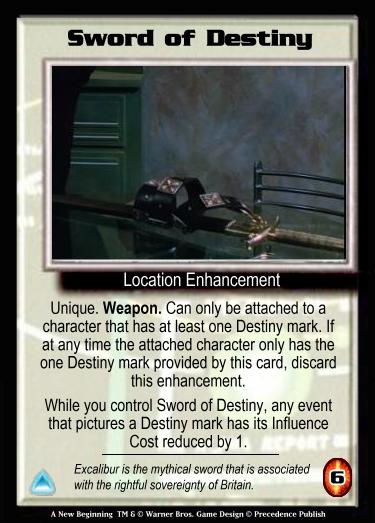 Sword of Destiny
Location Enhancement
Unique. Weapon. Can only be attached to a
character that has at least one Destiny mark. If
at any time the attached character only has the
one Destiny mark provided by this card, discard
this enhancement.
While you control Sword of Destiny, any event
that pictures a Destiny mark has its Influence
Cost reduced by 1.
Excalibur is the mythical sword that is associated
with the rightful sovereignty of Britain.
6
A New Beginning TM & © Warner Bros. Game Design © Precedence Publish